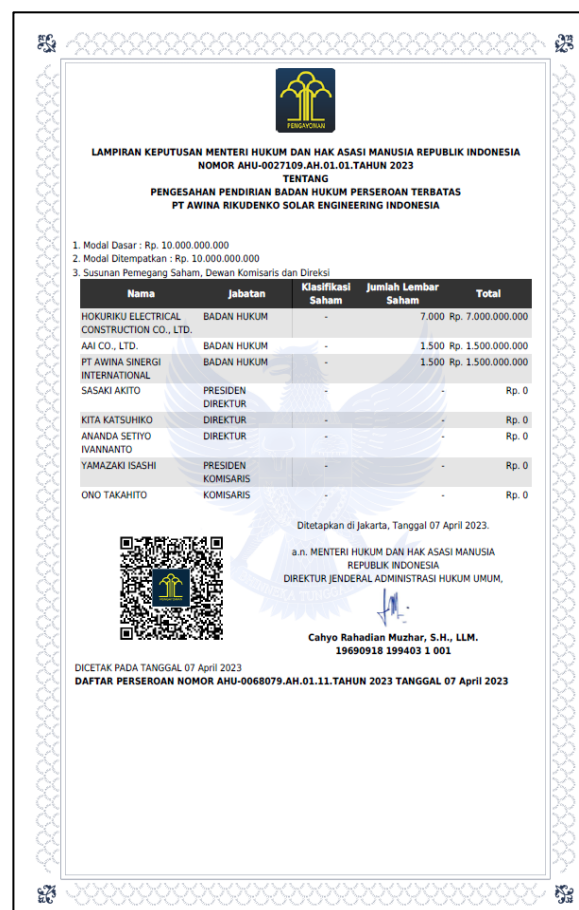 PENGAYOMAN
LAMPIRAN KEPUTUSAN MENTERI HUKUM DAN HAK ASASI MANUSIA REPUBLIK INDONESIA
NOMOR AHU-0027109.AH.01.01.TAHUN 2023
TENTANG
PENGESAHAN PENDIRIAN BADAN HUKUM PERSEROAN TERBATAS
PT AWINA RIKUDENKO SOLAR ENGINEERING INDONESIA
1. Modal Dasar : Rp. 10.000.000.000
2. Modal Ditempatkan : Rp. 10.000.000.000
3. Susunan Pemegang Saham, Dewan Komisaris dan Direksi
Nama Jabatan Klasifikasi Saham Jumlah Lembar Saham Total
HOKURIKU ELECTRICAL CONSTRUCTION CO., LTD. BADAN HUKUM - 7.000 Rp. 7.000.000.000
AAI CO., LTD. BADAN HUKUM - 1.500 Rp. 1.500.000.000
PT AWINA SINERGI INTERNATIONAL BADAN HUKUM - 1.500 Rp. 1.500.000.000
SASAKI AKITO PRESIDEN DIREKTUR - - Rp. 0
KITA KATSUHIKO DIREKTUR - - Rp. 0
ANANDA SETIYO IVANNANTO DIREKTUR - - Rp. 0
YAMAZAKI ISASHI PRESIDEN KOMISARIS - - Rp. 0
ONO TAKAHITO KOMISARIS - - Rp. 0
Ditetapkan di Jakarta, Tanggal 07 April 2023.
a.n. MENTERI HUKUM DAN HAK ASASI MANUSIA
REPUBLIK INDONESIA
DIREKTUR JENDERAL ADMINISTRASI HUKUM UMUM,
Cahyo Rahadian Muzhar, S.H., LLM.
19690918 199403 1 001
DICETAK PADA TANGGAL 07 April 2023
DAFTAR PERSEROAN NOMOR AHU-0068079.AH.01.11.TAHUN 2023 TANGGAL 07 April 2023